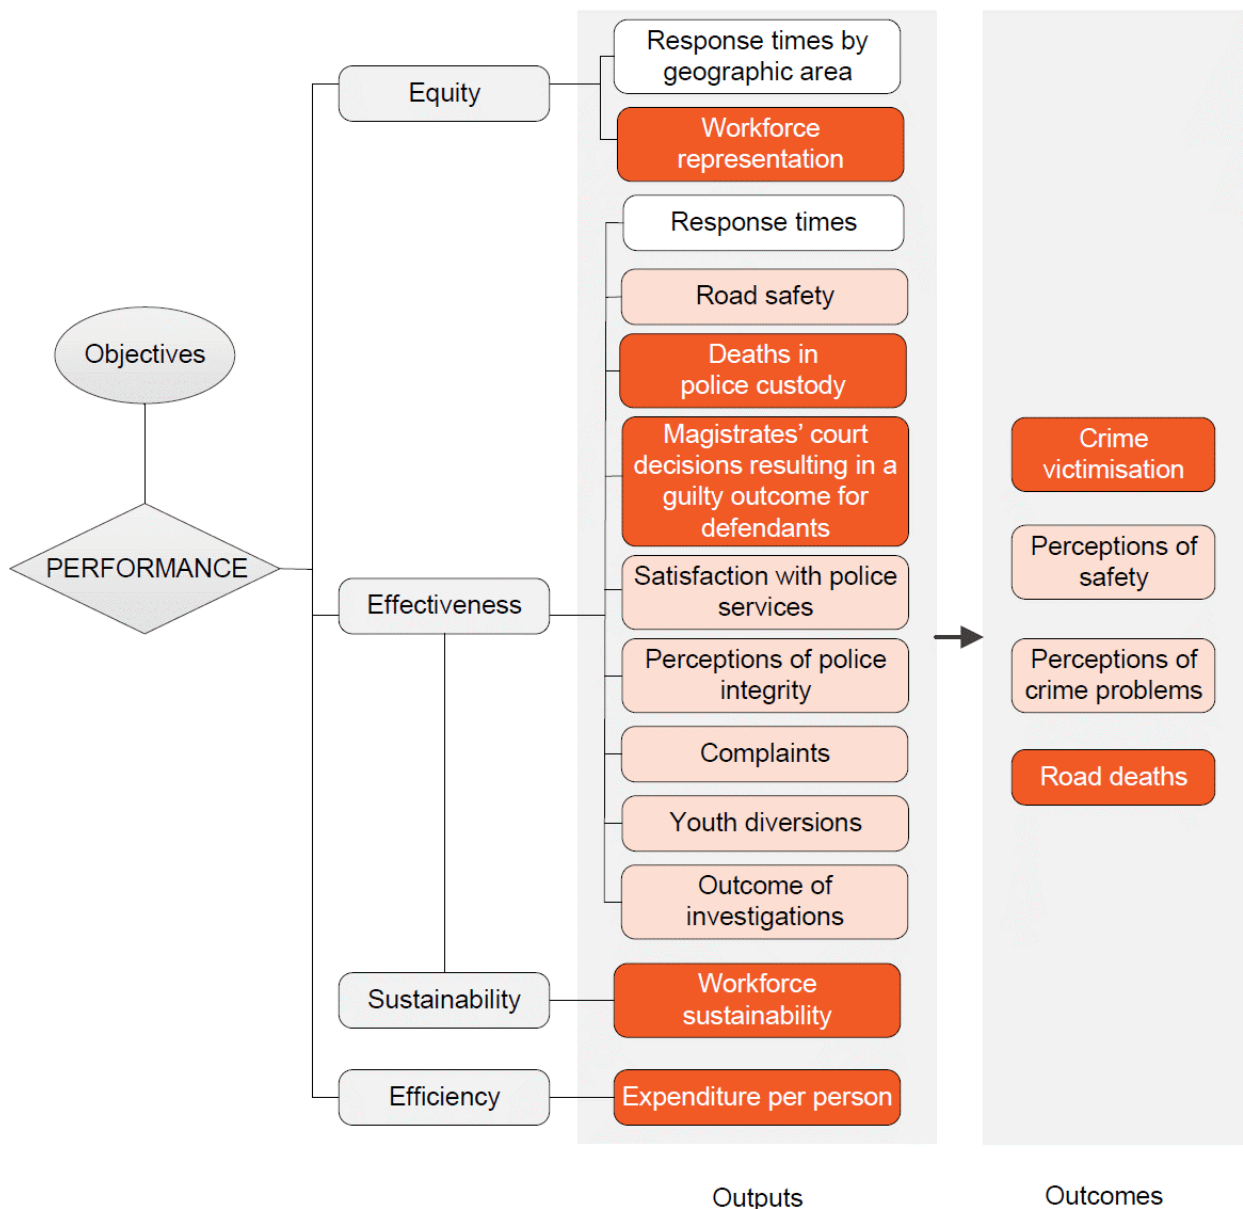 Objectives
PERFORMANCE
Equity
Response times by
geographic area
Workforce
representation
Effectiveness
Response times
Road safety
Deaths in
police custody
Magistrates’ court
decisions resulting in a
guilty outcome for
defendants
Satisfaction with police
services
Perceptions of police
integrity
Complaints
Youth diversions
Outcome of
investigations
Sustainability
Workforce
sustainability
Efficiency
Expenditure per person
Outputs
Crime
victimisation
Perceptions of
safety
Perceptions of
crime problems
Road deaths
Outcomes